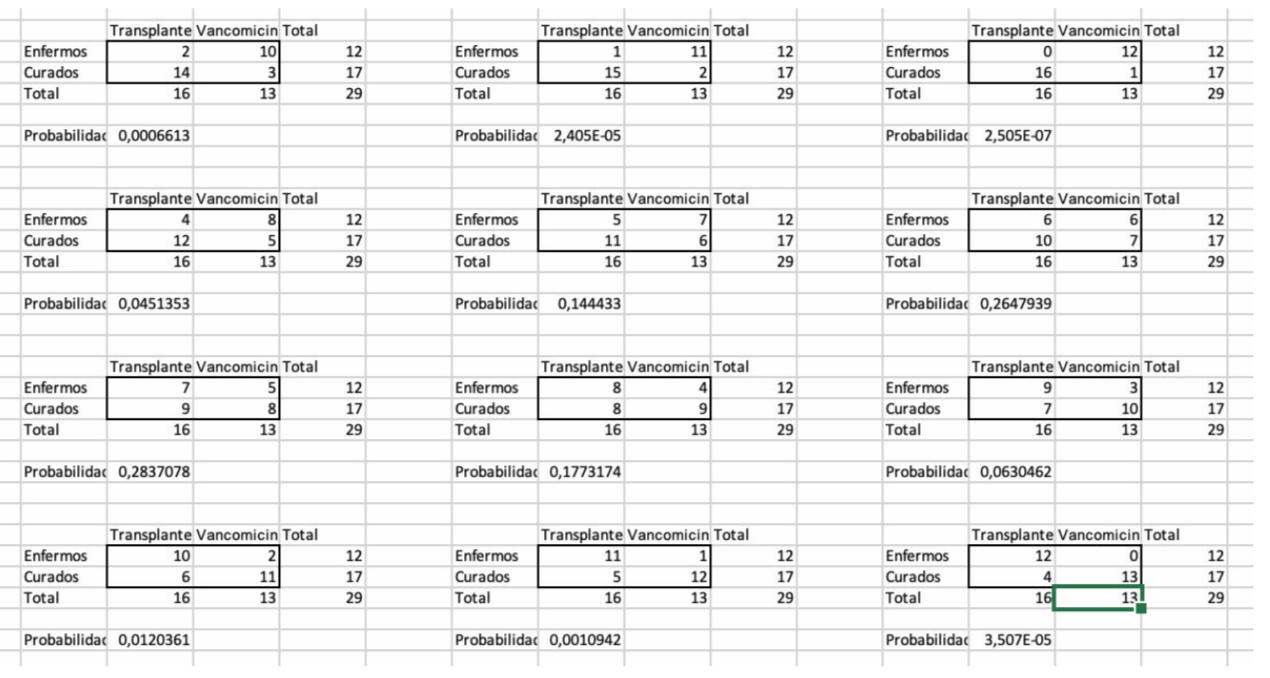 Transplante Vancomicin Total Transplante Vancomicin Total Transplante Vancomicin Total
Enfermos 2 10 12 Enfermos 1 11 12 Enfermos 0 12 12
Curados 14 3 17 Curados 15 2 17 Curados 16 1 17
Total 16 13 29 Total 16 13 29 Total 16 13 29
Probabilidad 0,0006613 Probabilidad 2,405E-05 Probabilidad 2,505E-07
Transplante Vancomicin Total Transplante Vancomicin Total Transplante Vancomicin Total
Enfermos 4 8 12 Enfermos 5 7 12 Enfermos 6 6 12
Curados 12 5 17 Curados 11 6 17 Curados 10 7 17
Total 16 13 29 Total 16 13 29 Total 16 13 29
Probabilidad 0,0451353 Probabilidad 0,144433 Probabilidad 0,2647939
Transplante Vancomicin Total Transplante Vancomicin Total Transplante Vancomicin Total
Enfermos 7 5 12 Enfermos 8 4 12 Enfermos 9 3 12
Curados 9 8 17 Curados 8 9 17 Curados 7 10 17
Total 16 13 29 Total 16 13 29 Total 16 13 29
Probabilidad 0,2837078 Probabilidad 0,1773174 Probabilidad 0,0630462
Transplante Vancomicin Total Transplante Vancomicin Total Transplante Vancomicin Total
Enfermos 10 2 12 Enfermos 11 1 12 Enfermos 12 0 12
Curados 6 11 17 Curados 5 12 17 Curados 4 13 17
Total 16 13 29 Total 16 13 29 Total 16 13 29
Probabilidad 0,0120361 Probabilidad 0,0010942 Probabilidad 3,507E-05